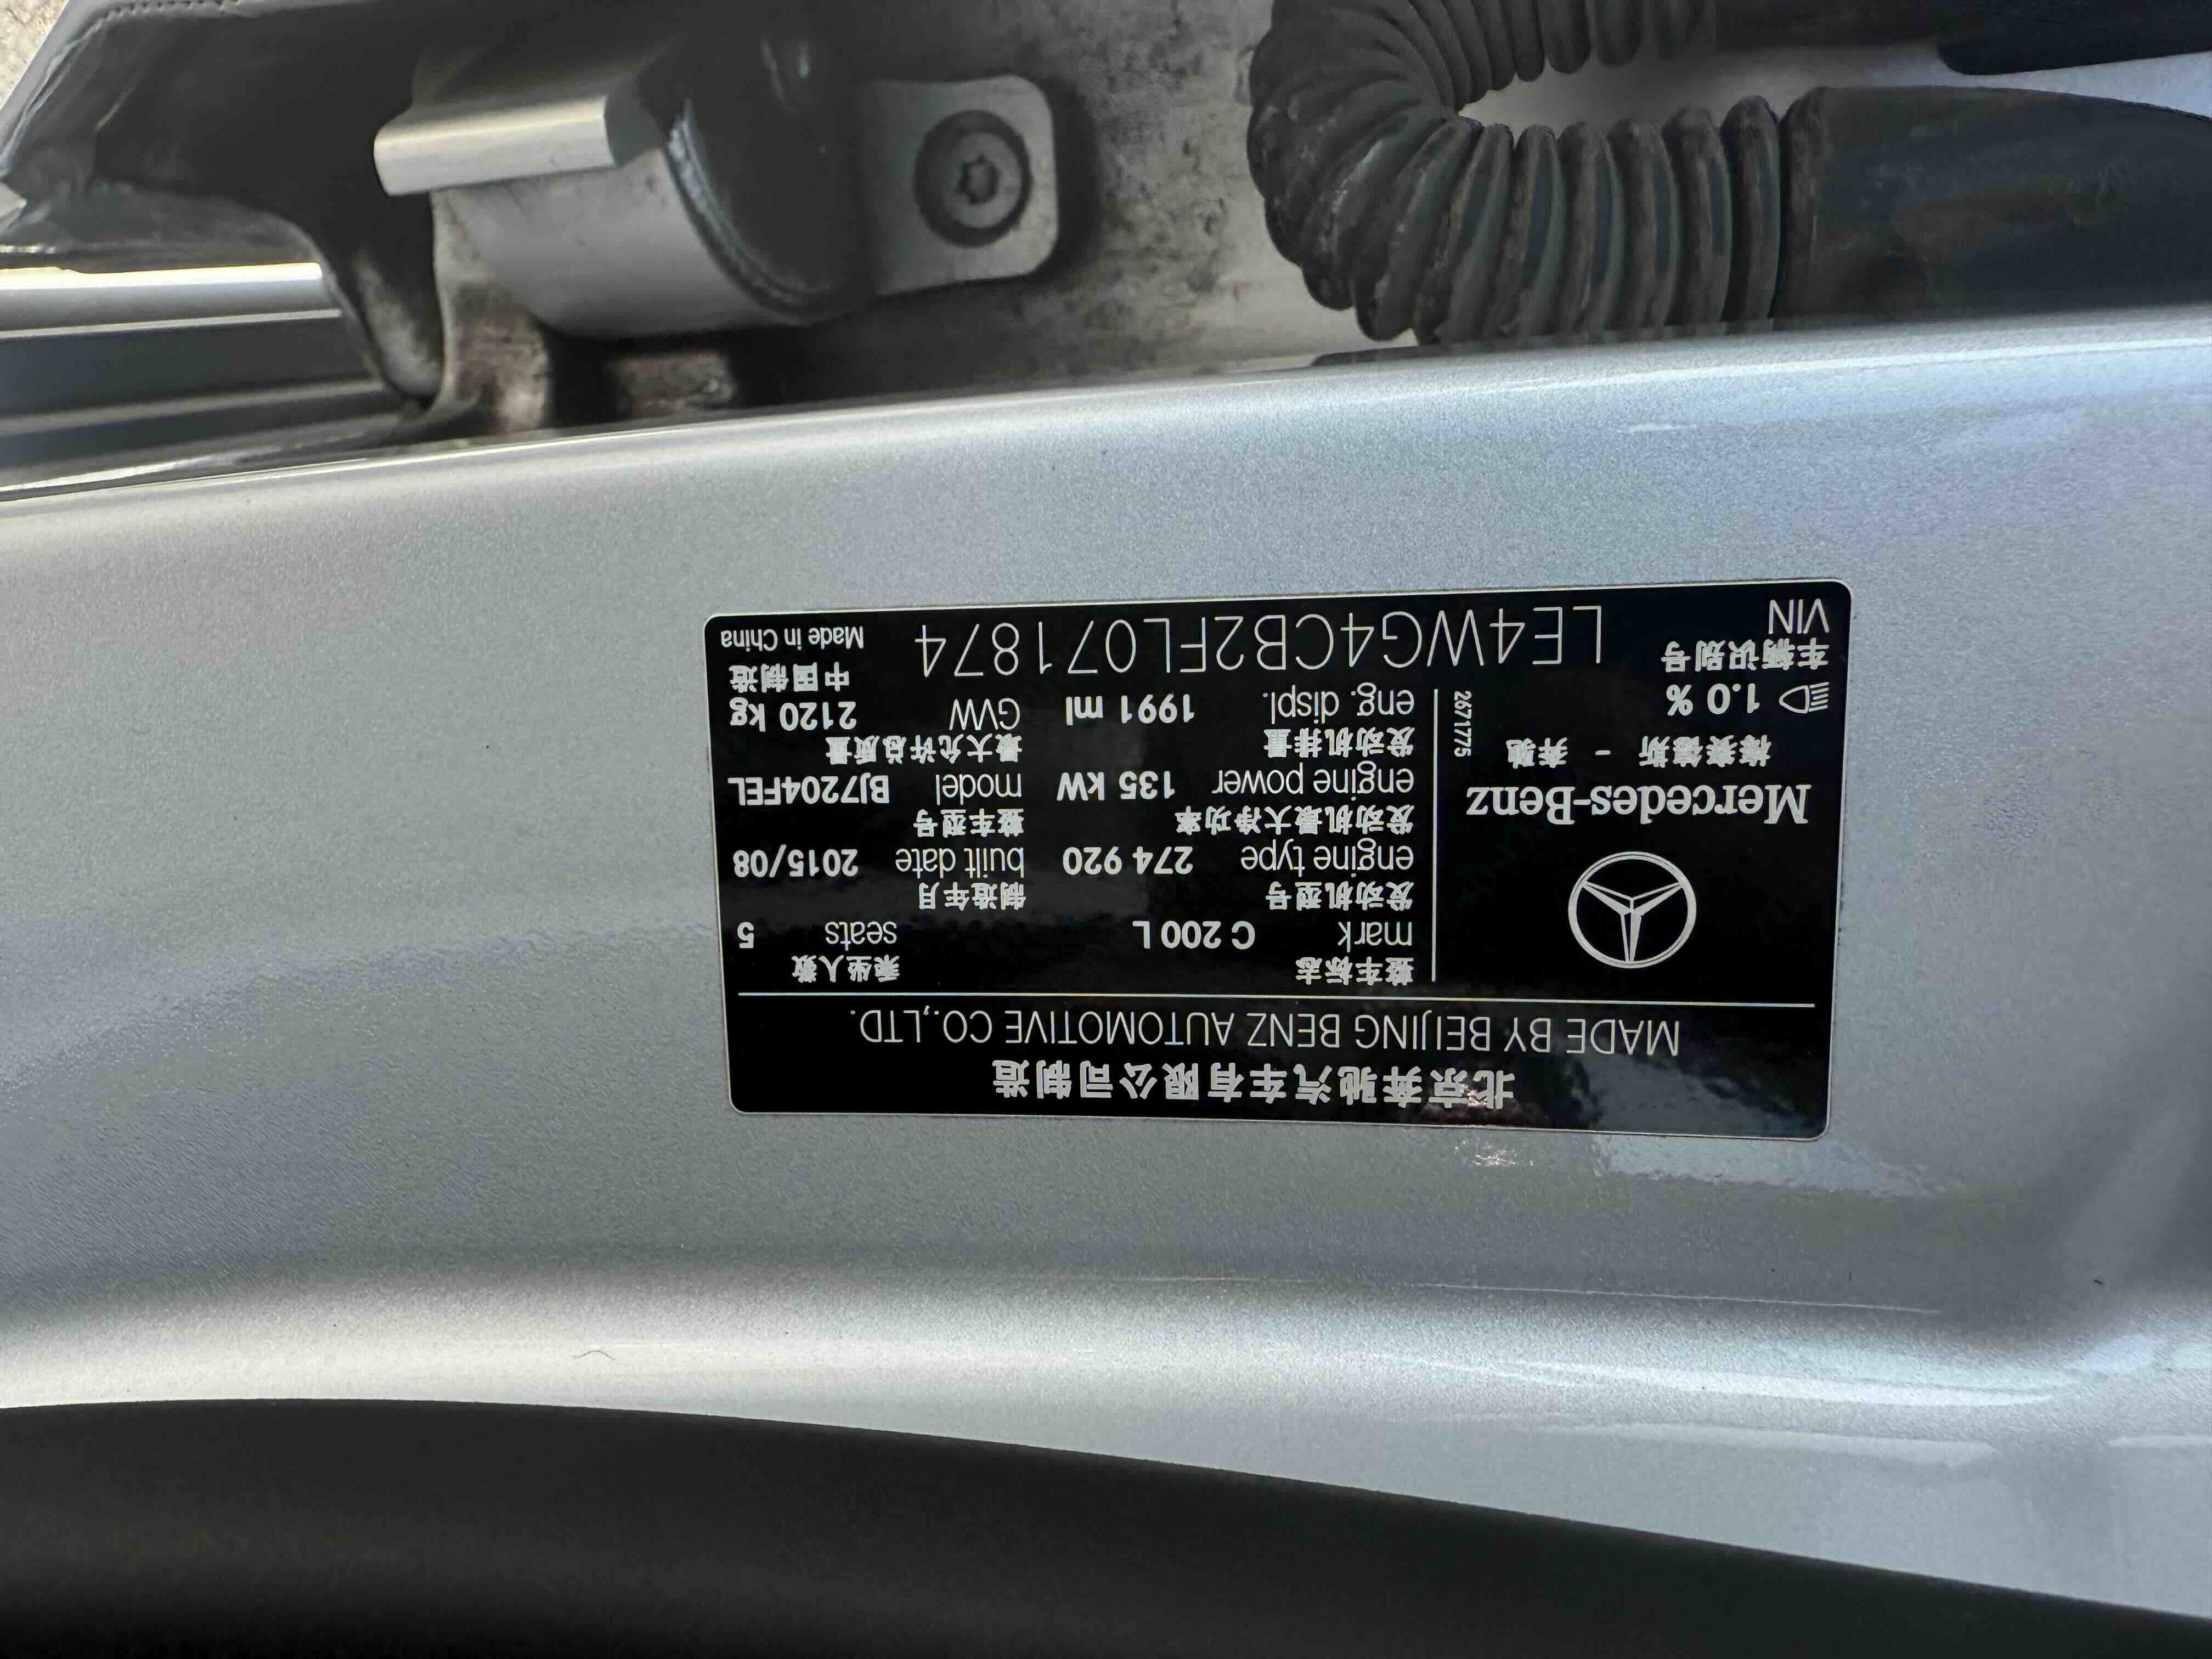 北京奔驰汽车有限公司制造
MADE BY BEIJING BENZ AUTOMOTIVE CO.,LTD.
Mercedes-Benz
梅赛德斯 - 奔驰
1.0 %
2671775
整车标志
mark C 200 L
乘坐人数
seats 5
发动机型号
engine type 274 920
制造年月
built date 2015/08
发动机最大净功率
engine power 135 kW
整车型号
model BJ7204FEL
发动机排量
eng. displ. 1991 ml
最大允许总质量
GVW 2120 kg
车辆识别号
VIN LE4WG4CB2FL071874
中国制造
Made in China